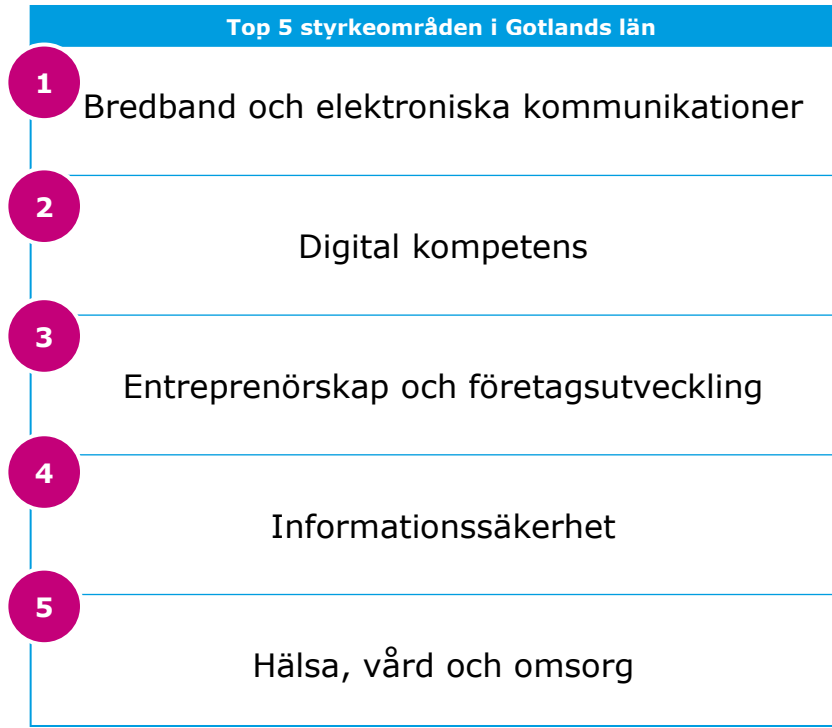 Top 5 styrkeområden i Gotlands län
1
Bredband och elektroniska kommunikationer
2
Digital kompetens
3
Entreprenörskap och företagsutveckling
4
Informationssäkerhet
5
Hälsa, vård och omsorg